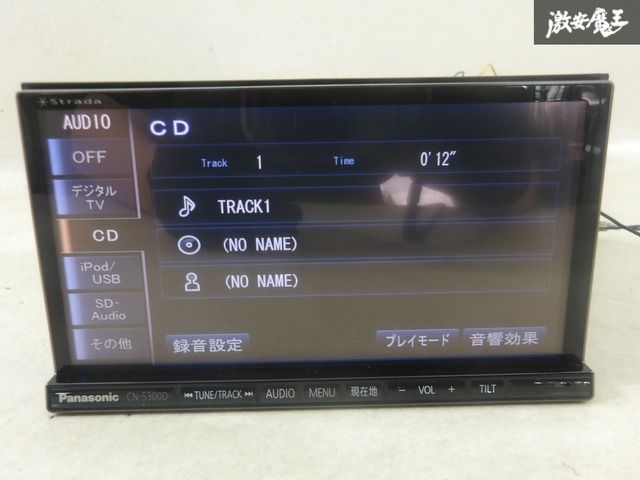 激安魔王
Strada
AUDIO
CD
OFF
Track 1 Time 0'12"
デジタル
TV
TRACK1
CD
(NO NAME)
iPod/
USB
(NO NAME)
SD-
Audio
その他
録音設定
プレイモード
音響効果
Panasonic CN-S300D ⏮ TUNE/TRACK ⏭ AUDIO MENU 現在地 − VOL + TILT